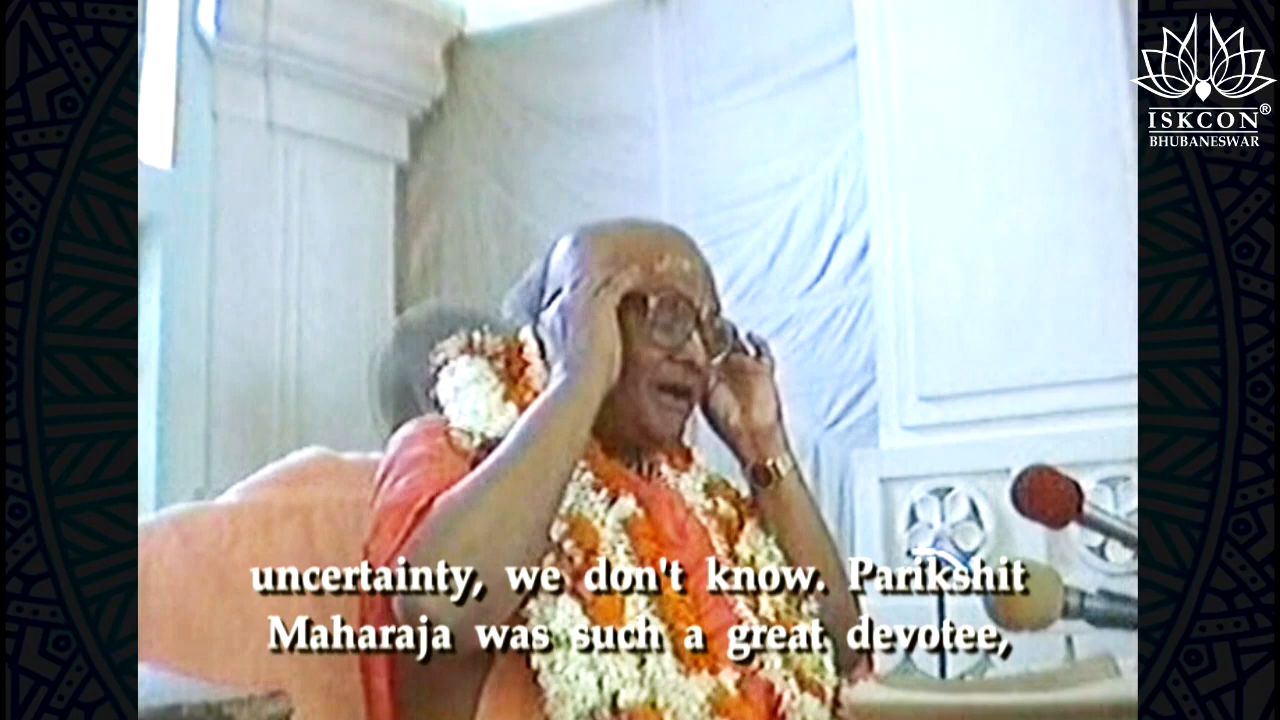 ISKCON®
BHUBANESWAR
uncertainty, we don't know. Parikshit
Maharaja was such a great devotee,